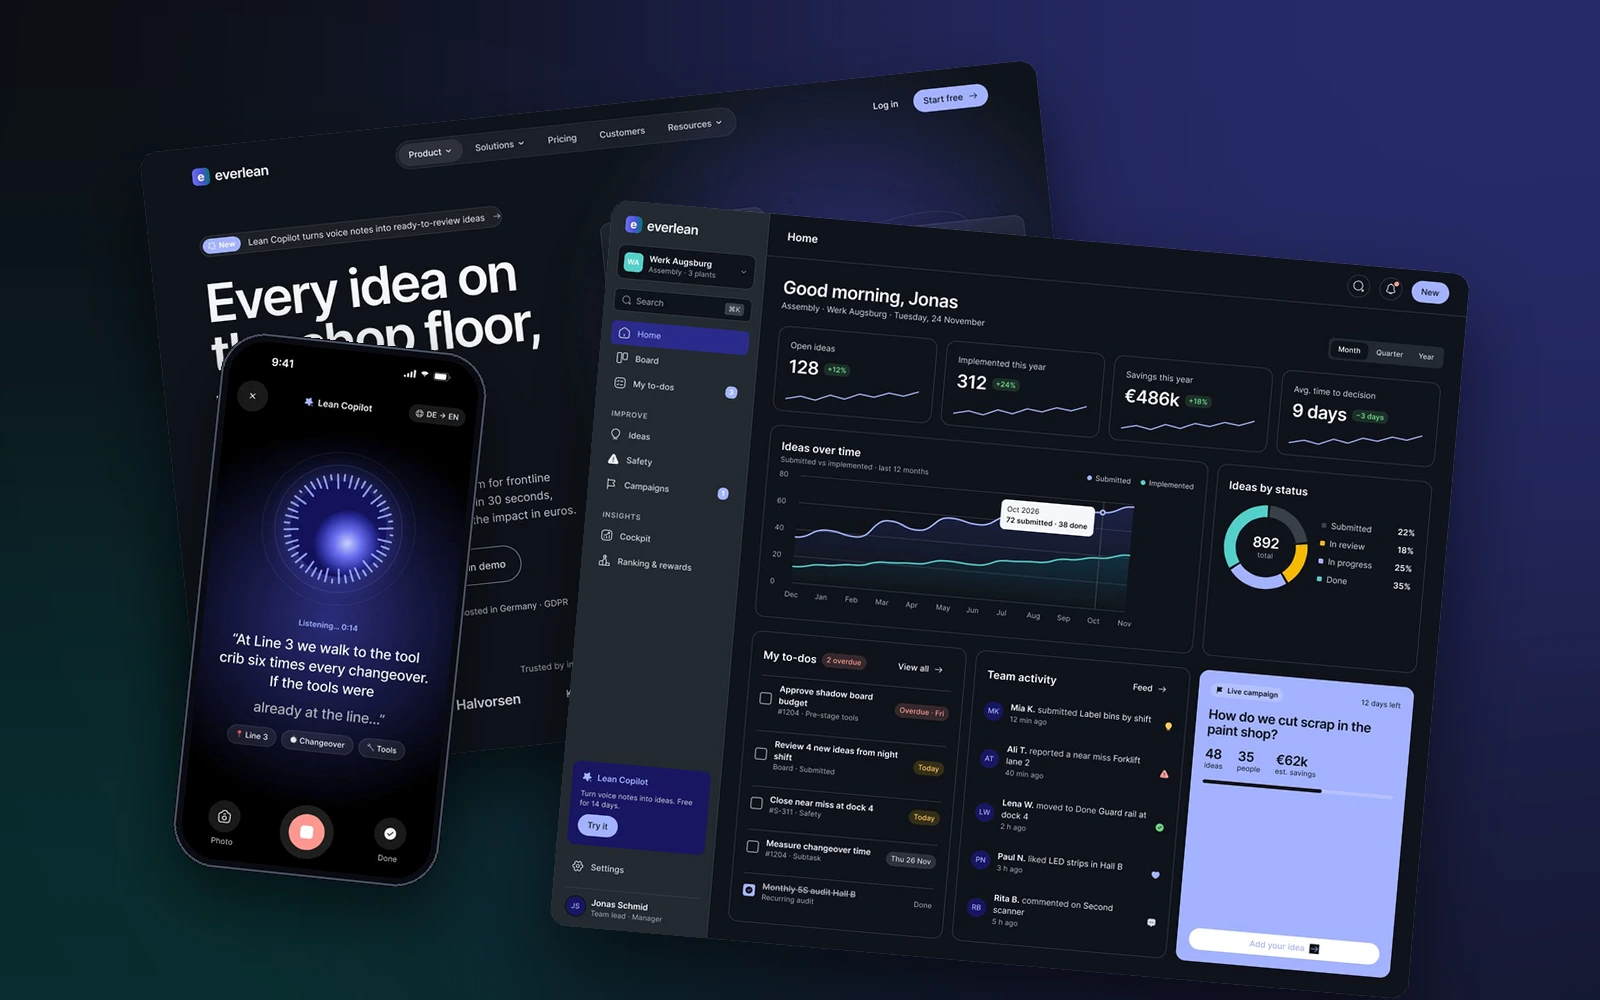 everlean
Product
Solutions
Pricing
Customers
Resources
Log in
Start free
New
Lean Copilot turns voice notes into ready-to-review ideas
Every idea on
shop floor,
for frontline
in 30 seconds,
the impact in euros.
demo
Hosted in Germany · GDPR
Trusted by
Halvorsen
9:41
Lean Copilot
DE → EN
Listening... 0:14
“At Line 3 we walk to the tool
crib six times every changeover.
If the tools were
already at the line...”
Line 3
Changeover
Tools
Photo
Done
everlean
WA
Werk Augsburg
Assembly · 3 plants
Search
⌘K
Home
Board
My to-dos
3
IMPROVE
Ideas
Safety
Campaigns
1
INSIGHTS
Cockpit
Ranking & rewards
Lean Copilot
Turn voice notes into ideas. Free
for 14 days.
Try it
Settings
JS
Jonas Schmid
Team lead · Manager
Home
New
Good morning, Jonas
Assembly · Werk Augsburg · Tuesday, 24 November
Month
Quarter
Year
Open ideas
128
+12%
Implemented this year
312
+24%
Savings this year
€486k
+18%
Avg. time to decision
9 days
−3 days
Ideas over time
Submitted vs implemented · last 12 months
Submitted
Implemented
80
60
40
20
0
Oct 2026
72 submitted · 38 done
Dec
Jan
Feb
Mar
Apr
May
Jun
Jul
Aug
Sep
Oct
Nov
Ideas by status
892
total
Submitted 22%
In review 18%
In progress 25%
Done 35%
My to-dos
2 overdue
View all →
Approve shadow board
budget
#1204 · Pre-stage tools
Overdue · Fri
Review 4 new ideas from night
shift
Board · Submitted
Today
Close near miss at dock 4
#S-311 · Safety
Today
Measure changeover time
#1204 · Subtask
Thu 26 Nov
Monthly 5S audit Hall B
Recurring audit
Done
Team activity
Feed →
MK
Mia K. submitted Label bins by shift
12 min ago
AT
Ali T. reported a near miss Forklift
lane 2
40 min ago
LW
Lena W. moved to Done Guard rail at
dock 4
2 h ago
PN
Paul N. liked LED strips in Hall B
3 h ago
RB
Rita B. commented on Second
scanner
5 h ago
Live campaign
12 days left
How do we cut scrap in the
paint shop?
48
ideas
35
people
€62k
est. savings
Add your idea